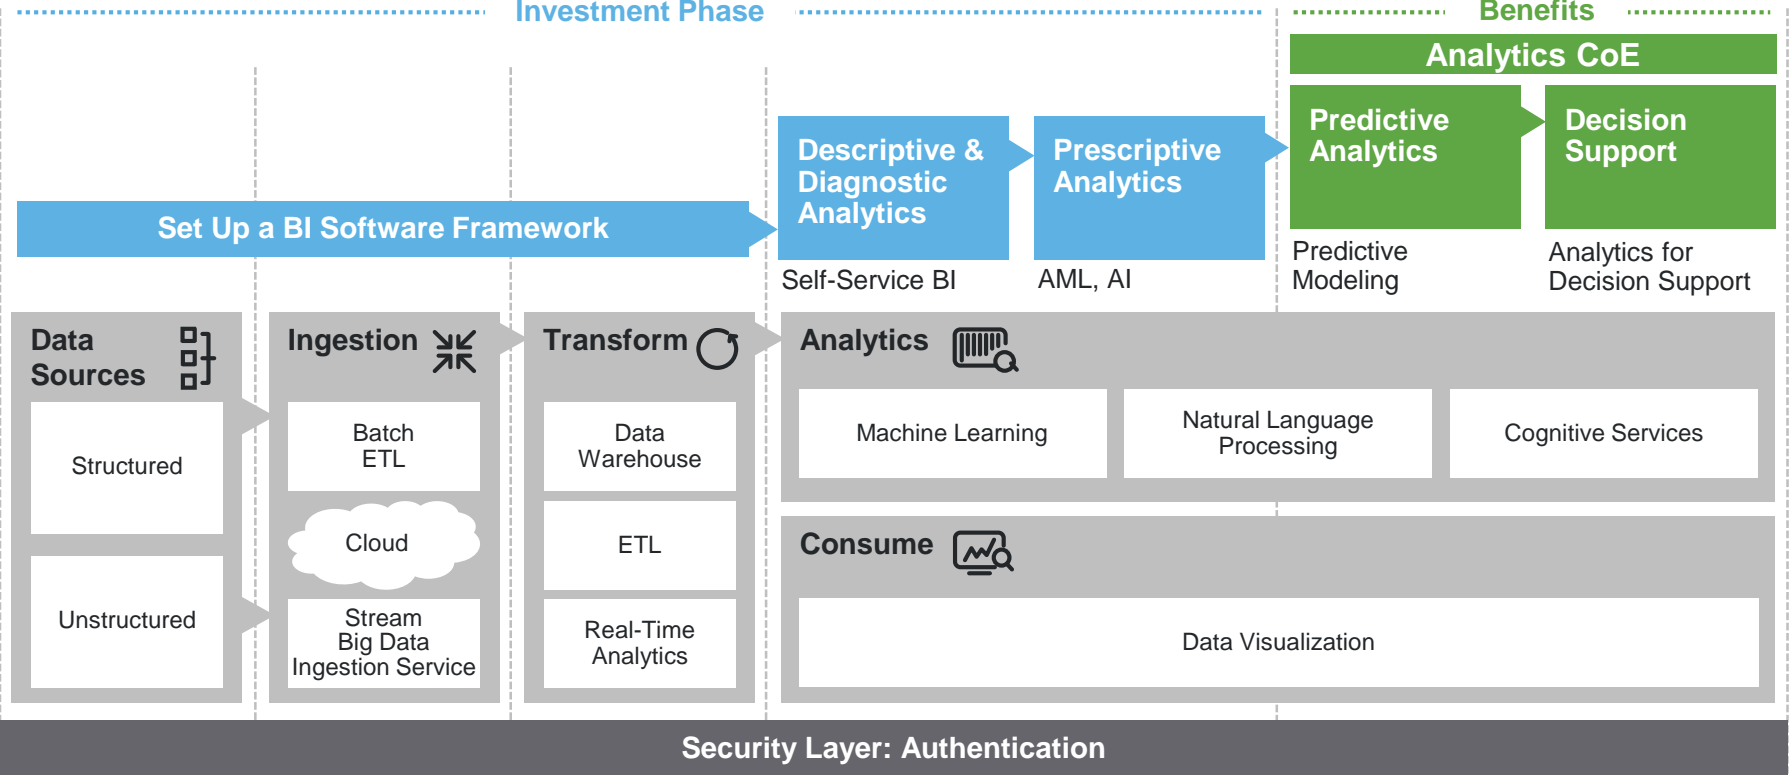 Investment Phase
Benefits
Analytics CoE
Set Up a BI Software Framework
Descriptive &
Diagnostic
Analytics
Self-Service BI
Prescriptive
Analytics
AML, AI
Predictive
Analytics
Predictive
Modeling
Decision
Support
Analytics for
Decision Support
Data
Sources
Structured
Unstructured
Ingestion
Batch
ETL
Cloud
Stream
Big Data
Ingestion Service
Transform
Data
Warehouse
ETL
Real-Time
Analytics
Analytics
Machine Learning
Natural Language
Processing
Cognitive Services
Consume
Data Visualization
Security Layer: Authentication